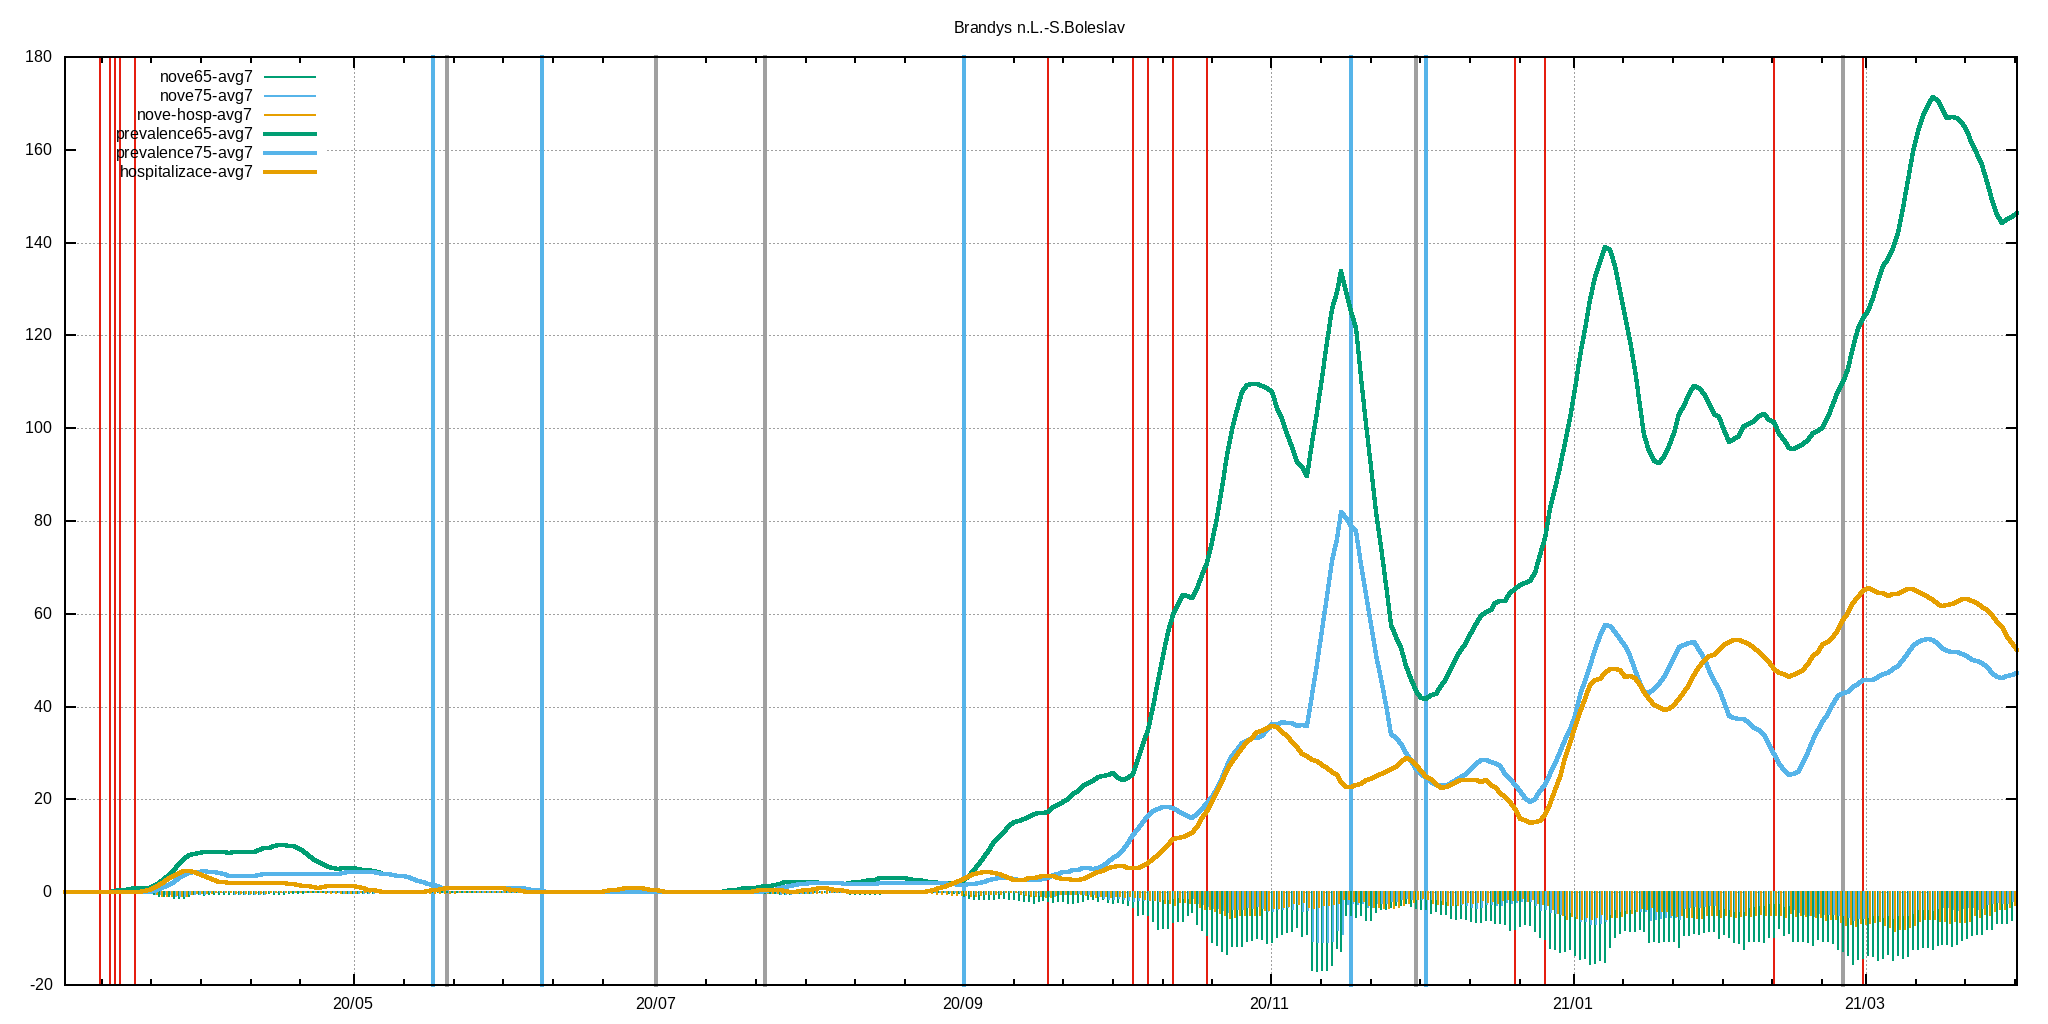 Brandys n.L.-S.Boleslav
180
160
140
120
100
80
60
40
20
0
-20
nove65-avg7
nove75-avg7
nove-hosp-avg7
prevalence65-avg7
prevalence75-avg7
hospitalizace-avg7
20/05 20/07 20/09 20/11 21/01 21/03